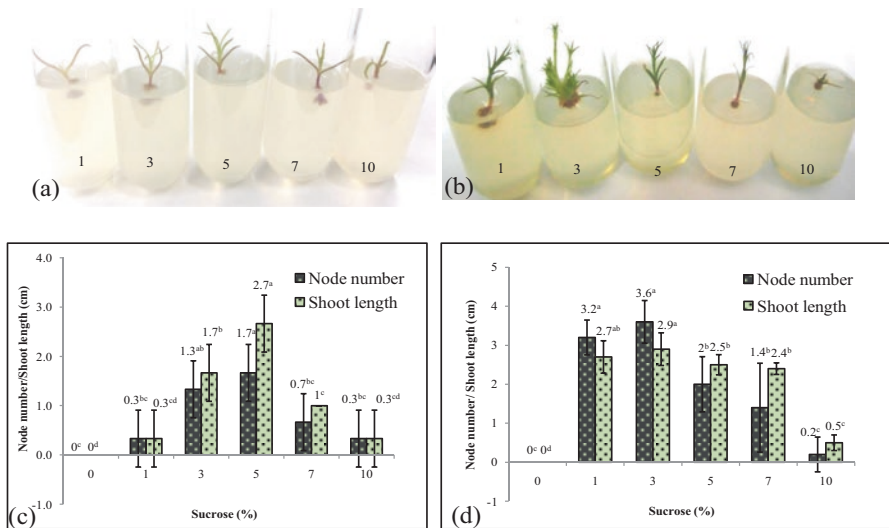 1 3 5 7 10
(a)
1 3 5 7 10
(b)
4.0
3.0
2.0
1.0
0.0
-1.0
Node number/Shoot length (cm)
Node number
Shoot length
0ᶜ 0ᵈ
0.3ᵇᶜ 0.3ᶜᵈ
1.3ᵃᵇ 1.7ᵇ
1.7ᵃ 2.7ᵃ
0.7ᵇᶜ 1ᶜ
0.3ᵇᶜ 0.3ᶜᵈ
0 1 3 5 7 10
Sucrose (%)
(c)
5
4
3
2
1
0
-1
Node number/ Shoot length (cm)
Node number
Shoot length
0ᶜ 0ᵈ
3.2ᵃ 2.7ᵃᵇ
3.6ᵃ 2.9ᵃ
2ᵇ 2.5ᵇ
1.4ᵇ 2.4ᵇ
0.2ᶜ 0.5ᶜ
0 1 3 5 7 10
Sucrose (%)
(d)